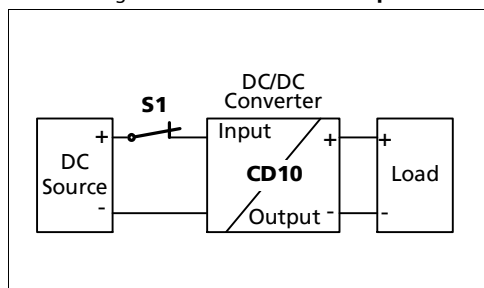 DC/DC
Converter
S1
+
DC
Source
-
Input
CD10
Output
+
-
+
Load
-